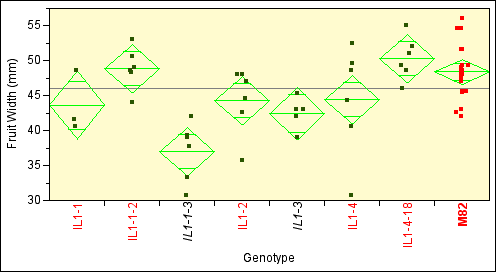 Fruit Width (mm)
55
50
45
40
35
30
IL1-1
IL1-1-2
IL1-1-3
IL1-2
IL1-3
IL1-4
IL1-4-18
M82
Genotype